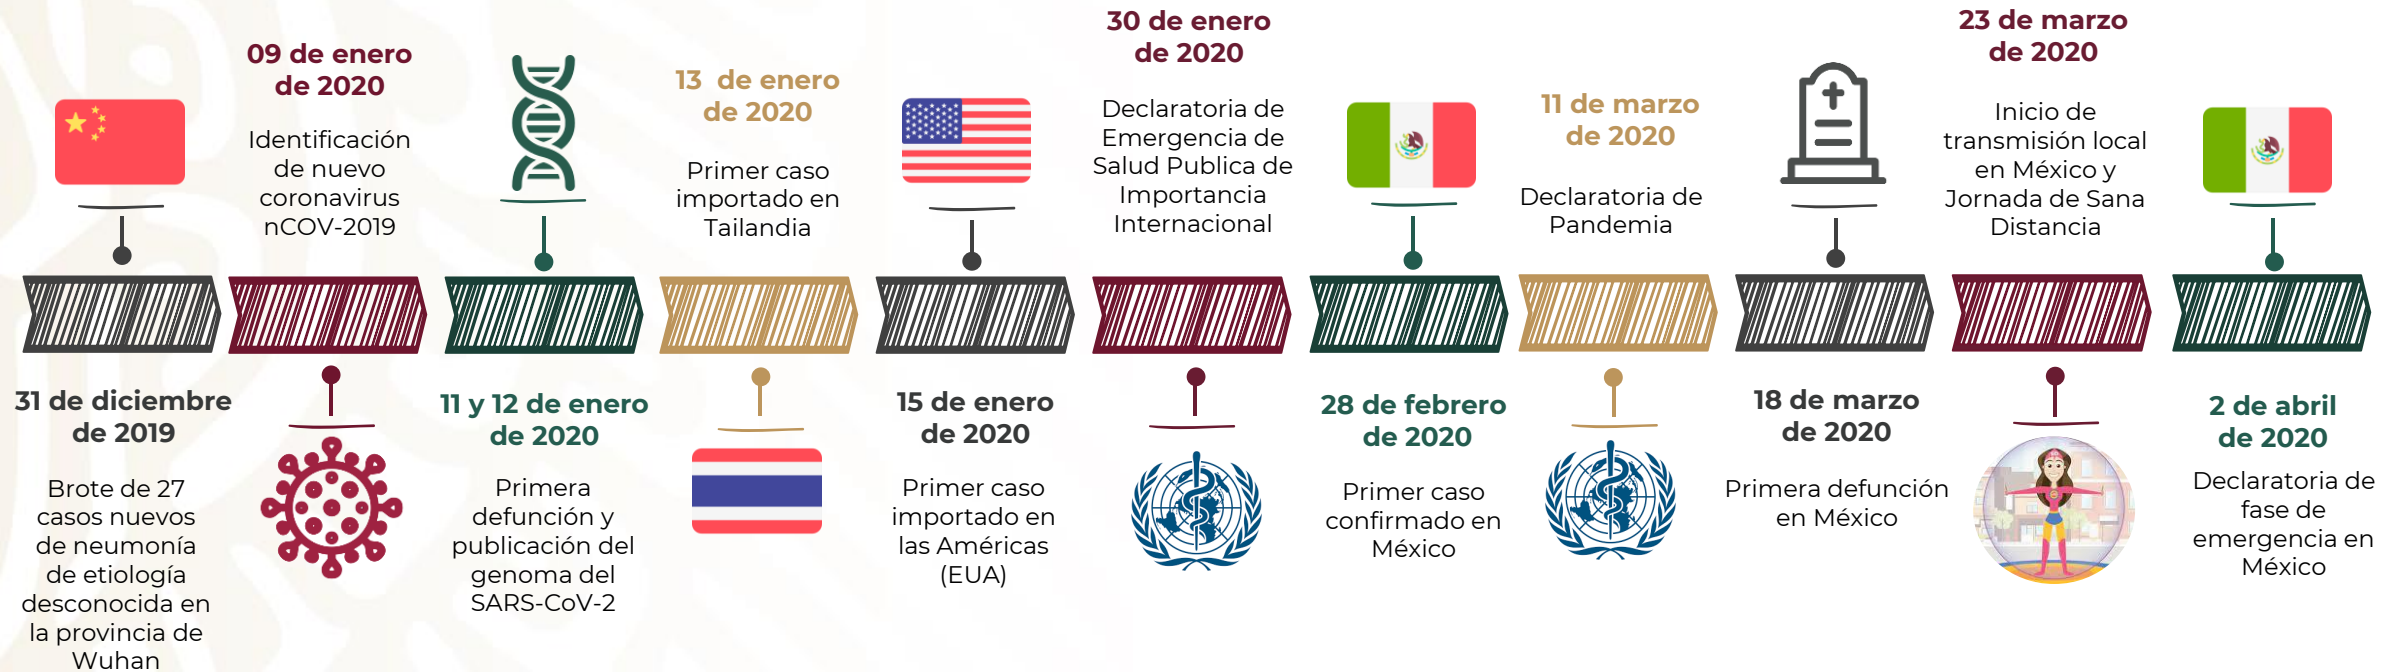 31 de diciembre
de 2019
Brote de 27
casos nuevos
de neumonía
de etiología
desconocida en
la provincia de
Wuhan
09 de enero
de 2020
Identificación
de nuevo
coronavirus
nCOV-2019
11 y 12 de enero
de 2020
Primera
defunción y
publicación del
genoma del
SARS-CoV-2
13 de enero
de 2020
Primer caso
importado en
Tailandia
15 de enero
de 2020
Primer caso
importado en
las Américas
(EUA)
30 de enero
de 2020
Declaratoria de
Emergencia de
Salud Publica de
Importancia
Internacional
28 de febrero
de 2020
Primer caso
confirmado en
México
11 de marzo
de 2020
Declaratoria de
Pandemia
18 de marzo
de 2020
Primera defunción
en México
23 de marzo
de 2020
Inicio de
transmisión local
en México y
Jornada de Sana
Distancia
2 de abril
de 2020
Declaratoria de
fase de
emergencia en
México